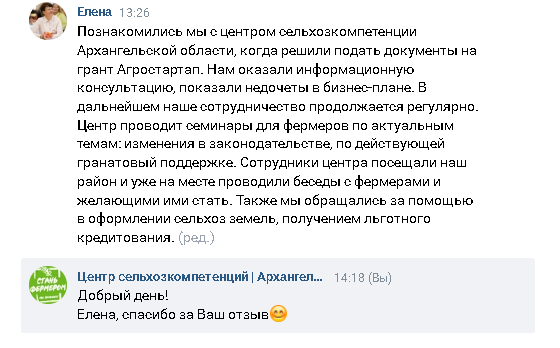 Елена 13:26
Познакомились мы с центром сельхозкомпетенции
Архангельской области, когда решили подать документы на
грант Агростартап. Нам оказали информационную
консультацию, показали недочеты в бизнес-плане. В
дальнейшем наше сотрудничество продолжается регулярно.
Центр проводит семинары для фермеров по актуальным
темам: изменения в законодательстве, по действующей
гранатовый поддержке. Сотрудники центра посещали наш
район и уже на месте проводили беседы с фермерами и
желающими ими стать. Также мы обращались за помощью
в оформлении сельхоз земель, получением льготного
кредитования. (ред.)
СТАНЬ
ФЕРМЕРОМ
Центр сельхозкомпетенций | Архангел... 14:18 (Вы)
Добрый день!
Елена, спасибо за Ваш отзыв😊